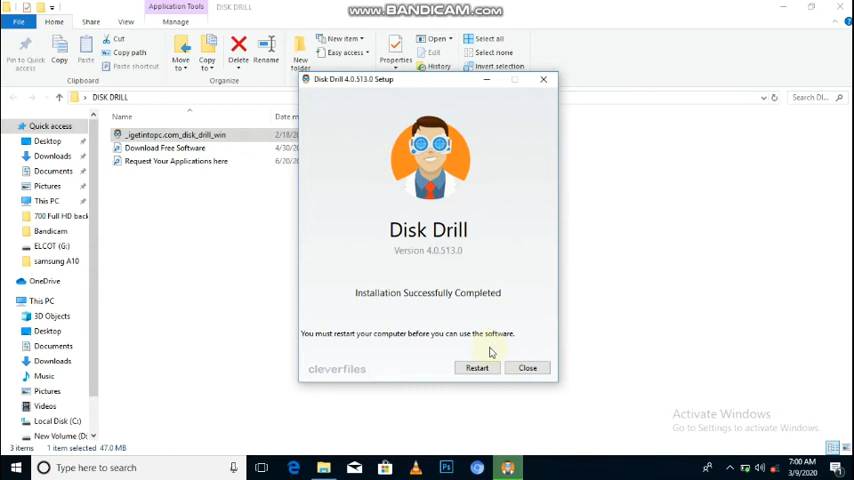 Application Tools
DISK DRILL
www.BANDICAM.com
File
Home
Share
View
Manage
Pin to Quick access
Copy
Paste
Cut
Copy path
Paste shortcut
Clipboard
Move to
Copy to
Delete
Rename
Organize
New folder
New item
Easy access
Properties
Open
Edit
History
Select all
Select none
Invert selection
DISK DRILL
Search DI...
Quick access
Desktop
Downloads
Documents
Pictures
This PC
700 Full HD back
Bandicam
ELCOT (G:)
samsung A10
OneDrive
This PC
3D Objects
Desktop
Documents
Downloads
Music
Pictures
Videos
Local Disk (C:)
New Volume (D:
Name
Date m
_igetintopc.com_disk_drill_win
2/18/
Download Free Software
4/30/
Request Your Applications here
6/20/
Disk Drill 4.0.513.0 Setup
Disk Drill
Version 4.0.513.0
Installation Successfully Completed
You must restart your computer before you can use the software.
cleverfiles
Restart
Close
Activate Windows
Go to Settings to activate Windows.
3 items
1 item selected 47.0 MB
Type here to search
Ps
7:00 AM
3/9/2020